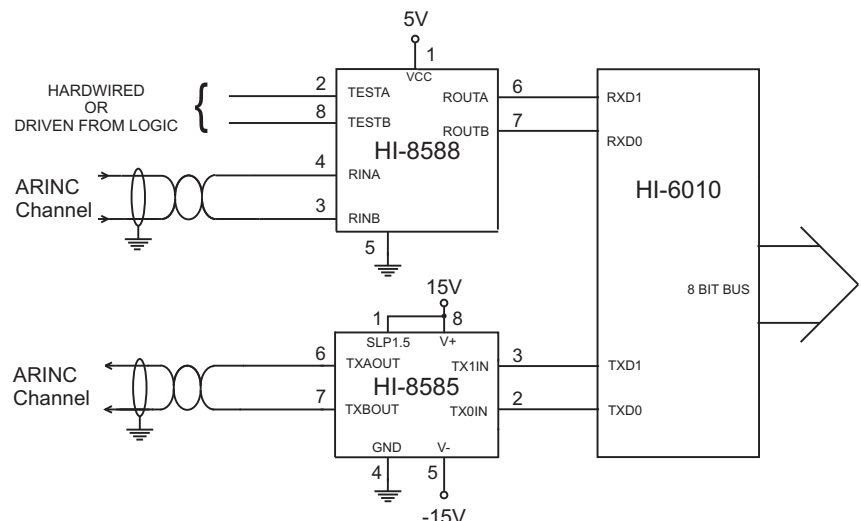 5V
1
VCC
HARDWIRED
OR
DRIVEN FROM LOGIC
2
TESTA
8
TESTB
ROUTA
6
ROUTB
7
HI-8588
ARINC
Channel
4
RINA
3
RINB
5
RXD1
RXD0
HI-6010
8 BIT BUS
TXD1
TXD0
15V
1
8
SLP1.5
V+
ARINC
Channel
6
TXAOUT
7
TXBOUT
TX1IN
3
HI-8585
TX0IN
2
GND
V-
4
5
-15V